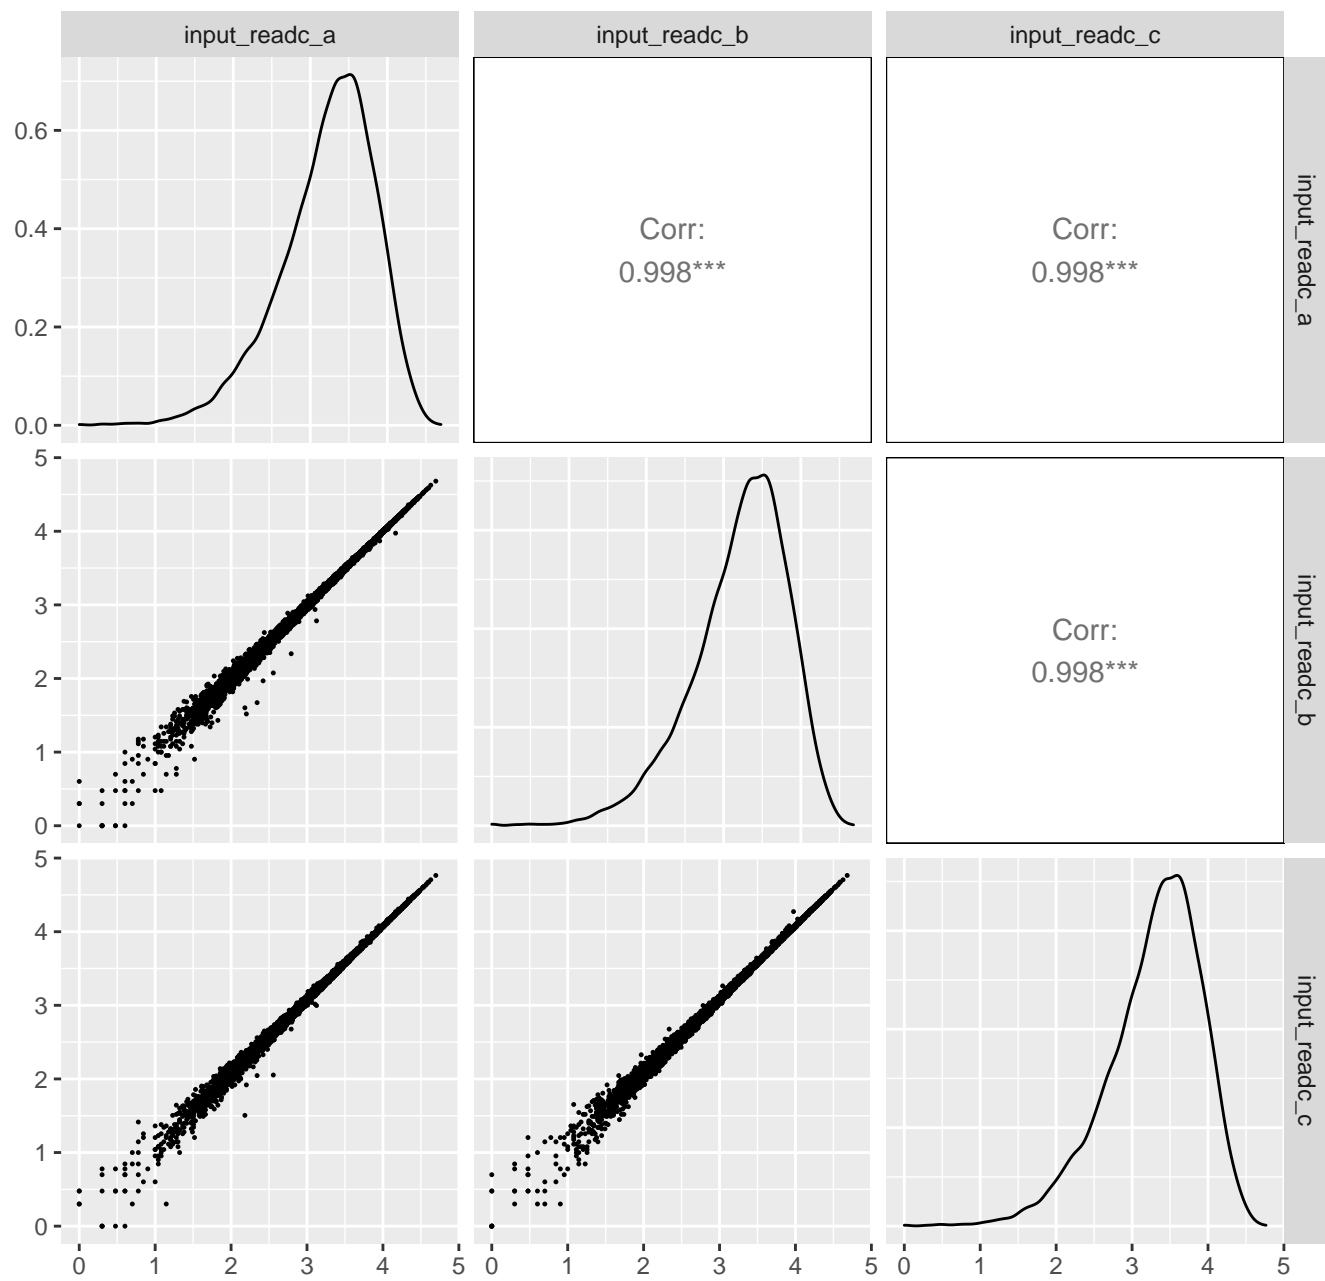 input_readc_a
input_readc_b
input_readc_c
0.6
0.4
0.2
0.0
Corr:
0.998***
Corr:
0.998***
input_readc_a
5
4
3
2
1
0
Corr:
0.998***
input_readc_b
5
4
3
2
1
0
input_readc_c
0 1 2 3 4 5
0 1 2 3 4 5
0 1 2 3 4 5